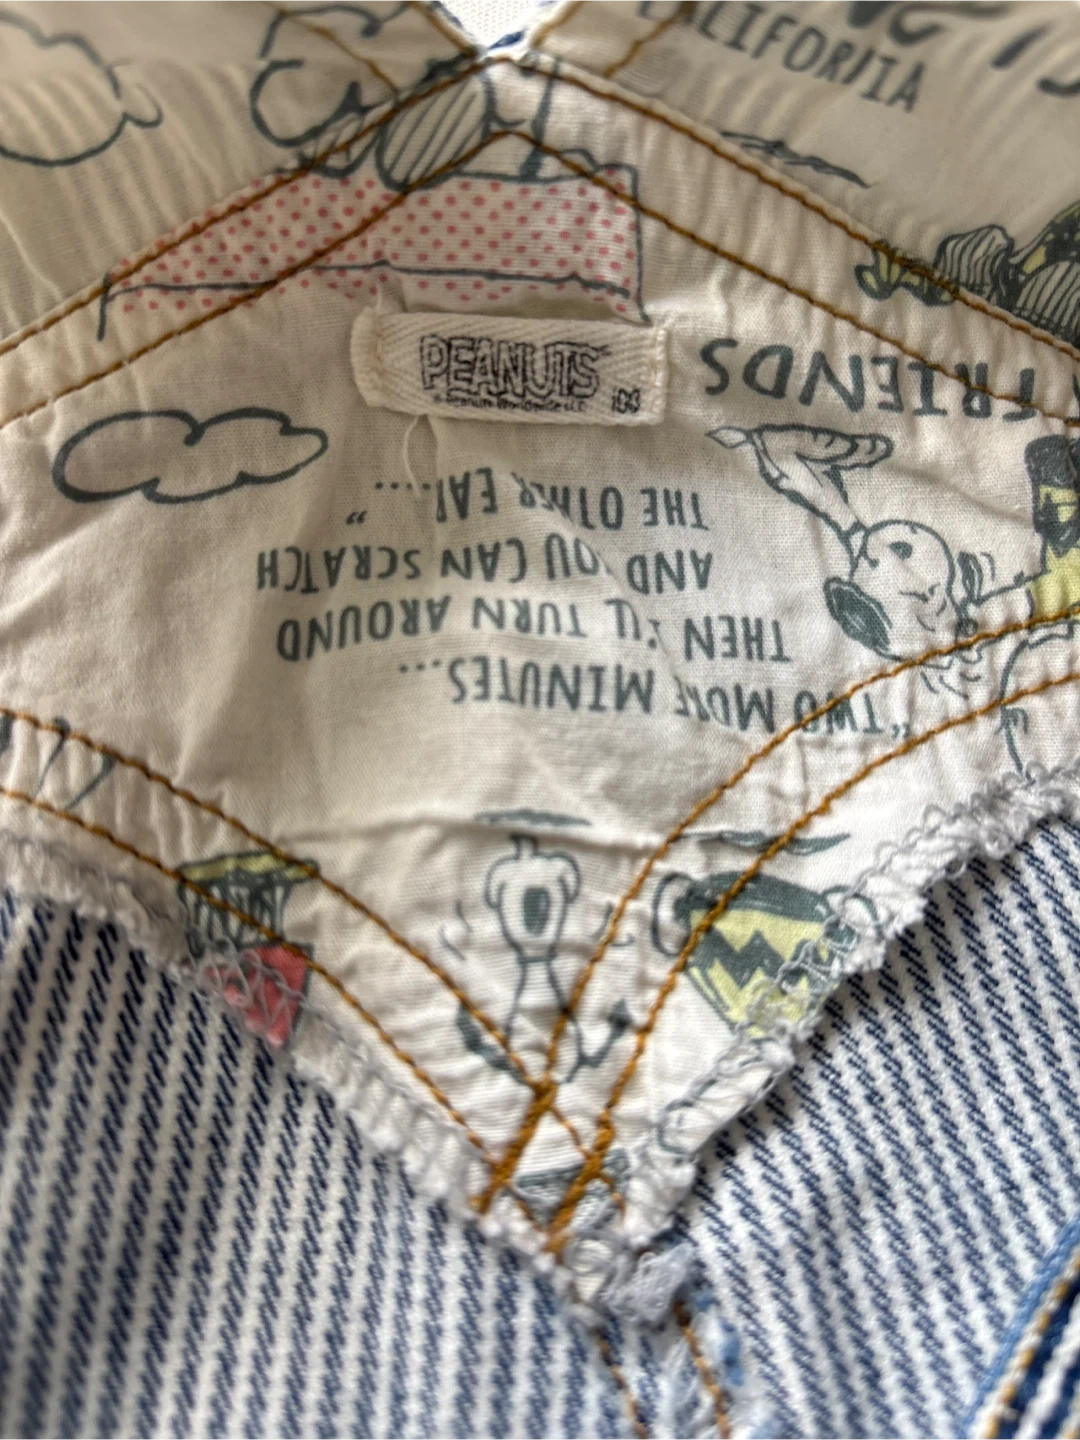 CALIFORNIA
PEANUTS
FRIENDS
"TWO MORE MINUTES...
THEN I'LL TURN AROUND
AND YOU CAN SCRATCH
THE OTHER EAR...."...